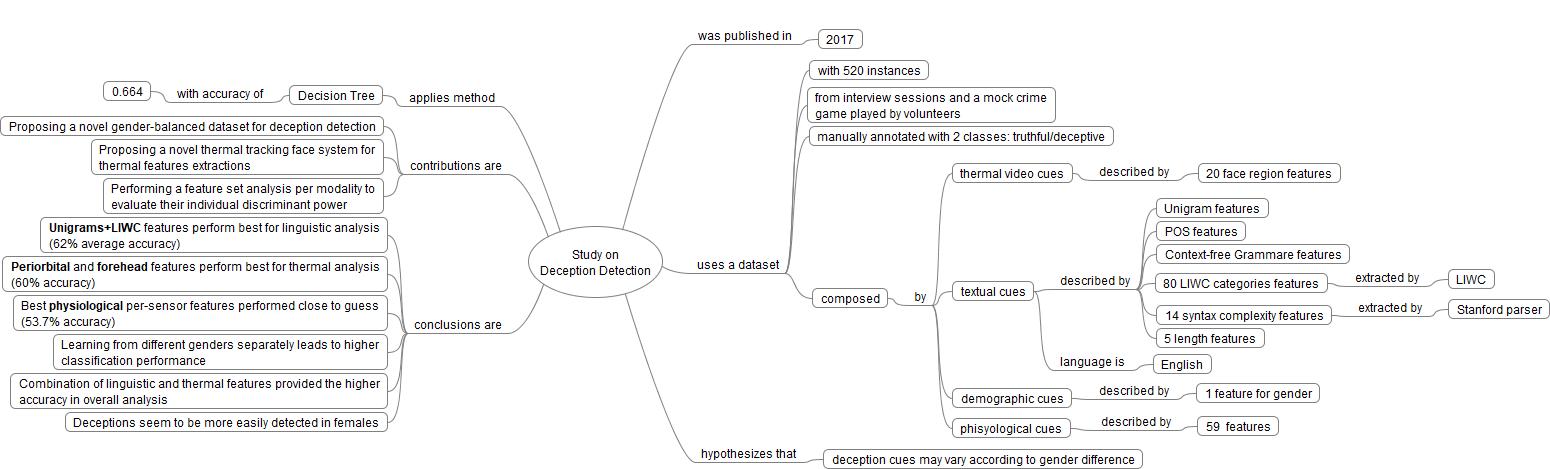 Study on
Deception Detection
was published in
2017
uses a dataset
with 520 instances
from interview sessions and a mock crime
game played by volunteers
manually annotated with 2 classes: truthful/deceptive
composed
by
thermal video cues
described by
20 face region features
textual cues
described by
Unigram features
POS features
Context-free Grammare features
80 LIWC categories features
extracted by
LIWC
14 syntax complexity features
extracted by
Stanford parser
5 length features
language is
English
demographic cues
described by
1 feature for gender
phisyological cues
described by
59 features
hypothesizes that
deception cues may vary according to gender difference
applies method
Decision Tree
with accuracy of
0.664
contributions are
Proposing a novel gender-balanced dataset for deception detection
Proposing a novel thermal tracking face system for
thermal features extractions
Performing a feature set analysis per modality to
evaluate their individual discriminant power
conclusions are
Unigrams+LIWC features perform best for linguistic analysis
(62% average accuracy)
Periorbital and forehead features perform best for thermal analysis
(60% accuracy)
Best physiological per-sensor features performed close to guess
(53.7% accuracy)
Learning from different genders separately leads to higher
classification performance
Combination of linguistic and thermal features provided the higher
accuracy in overall analysis
Deceptions seem to be more easily detected in females